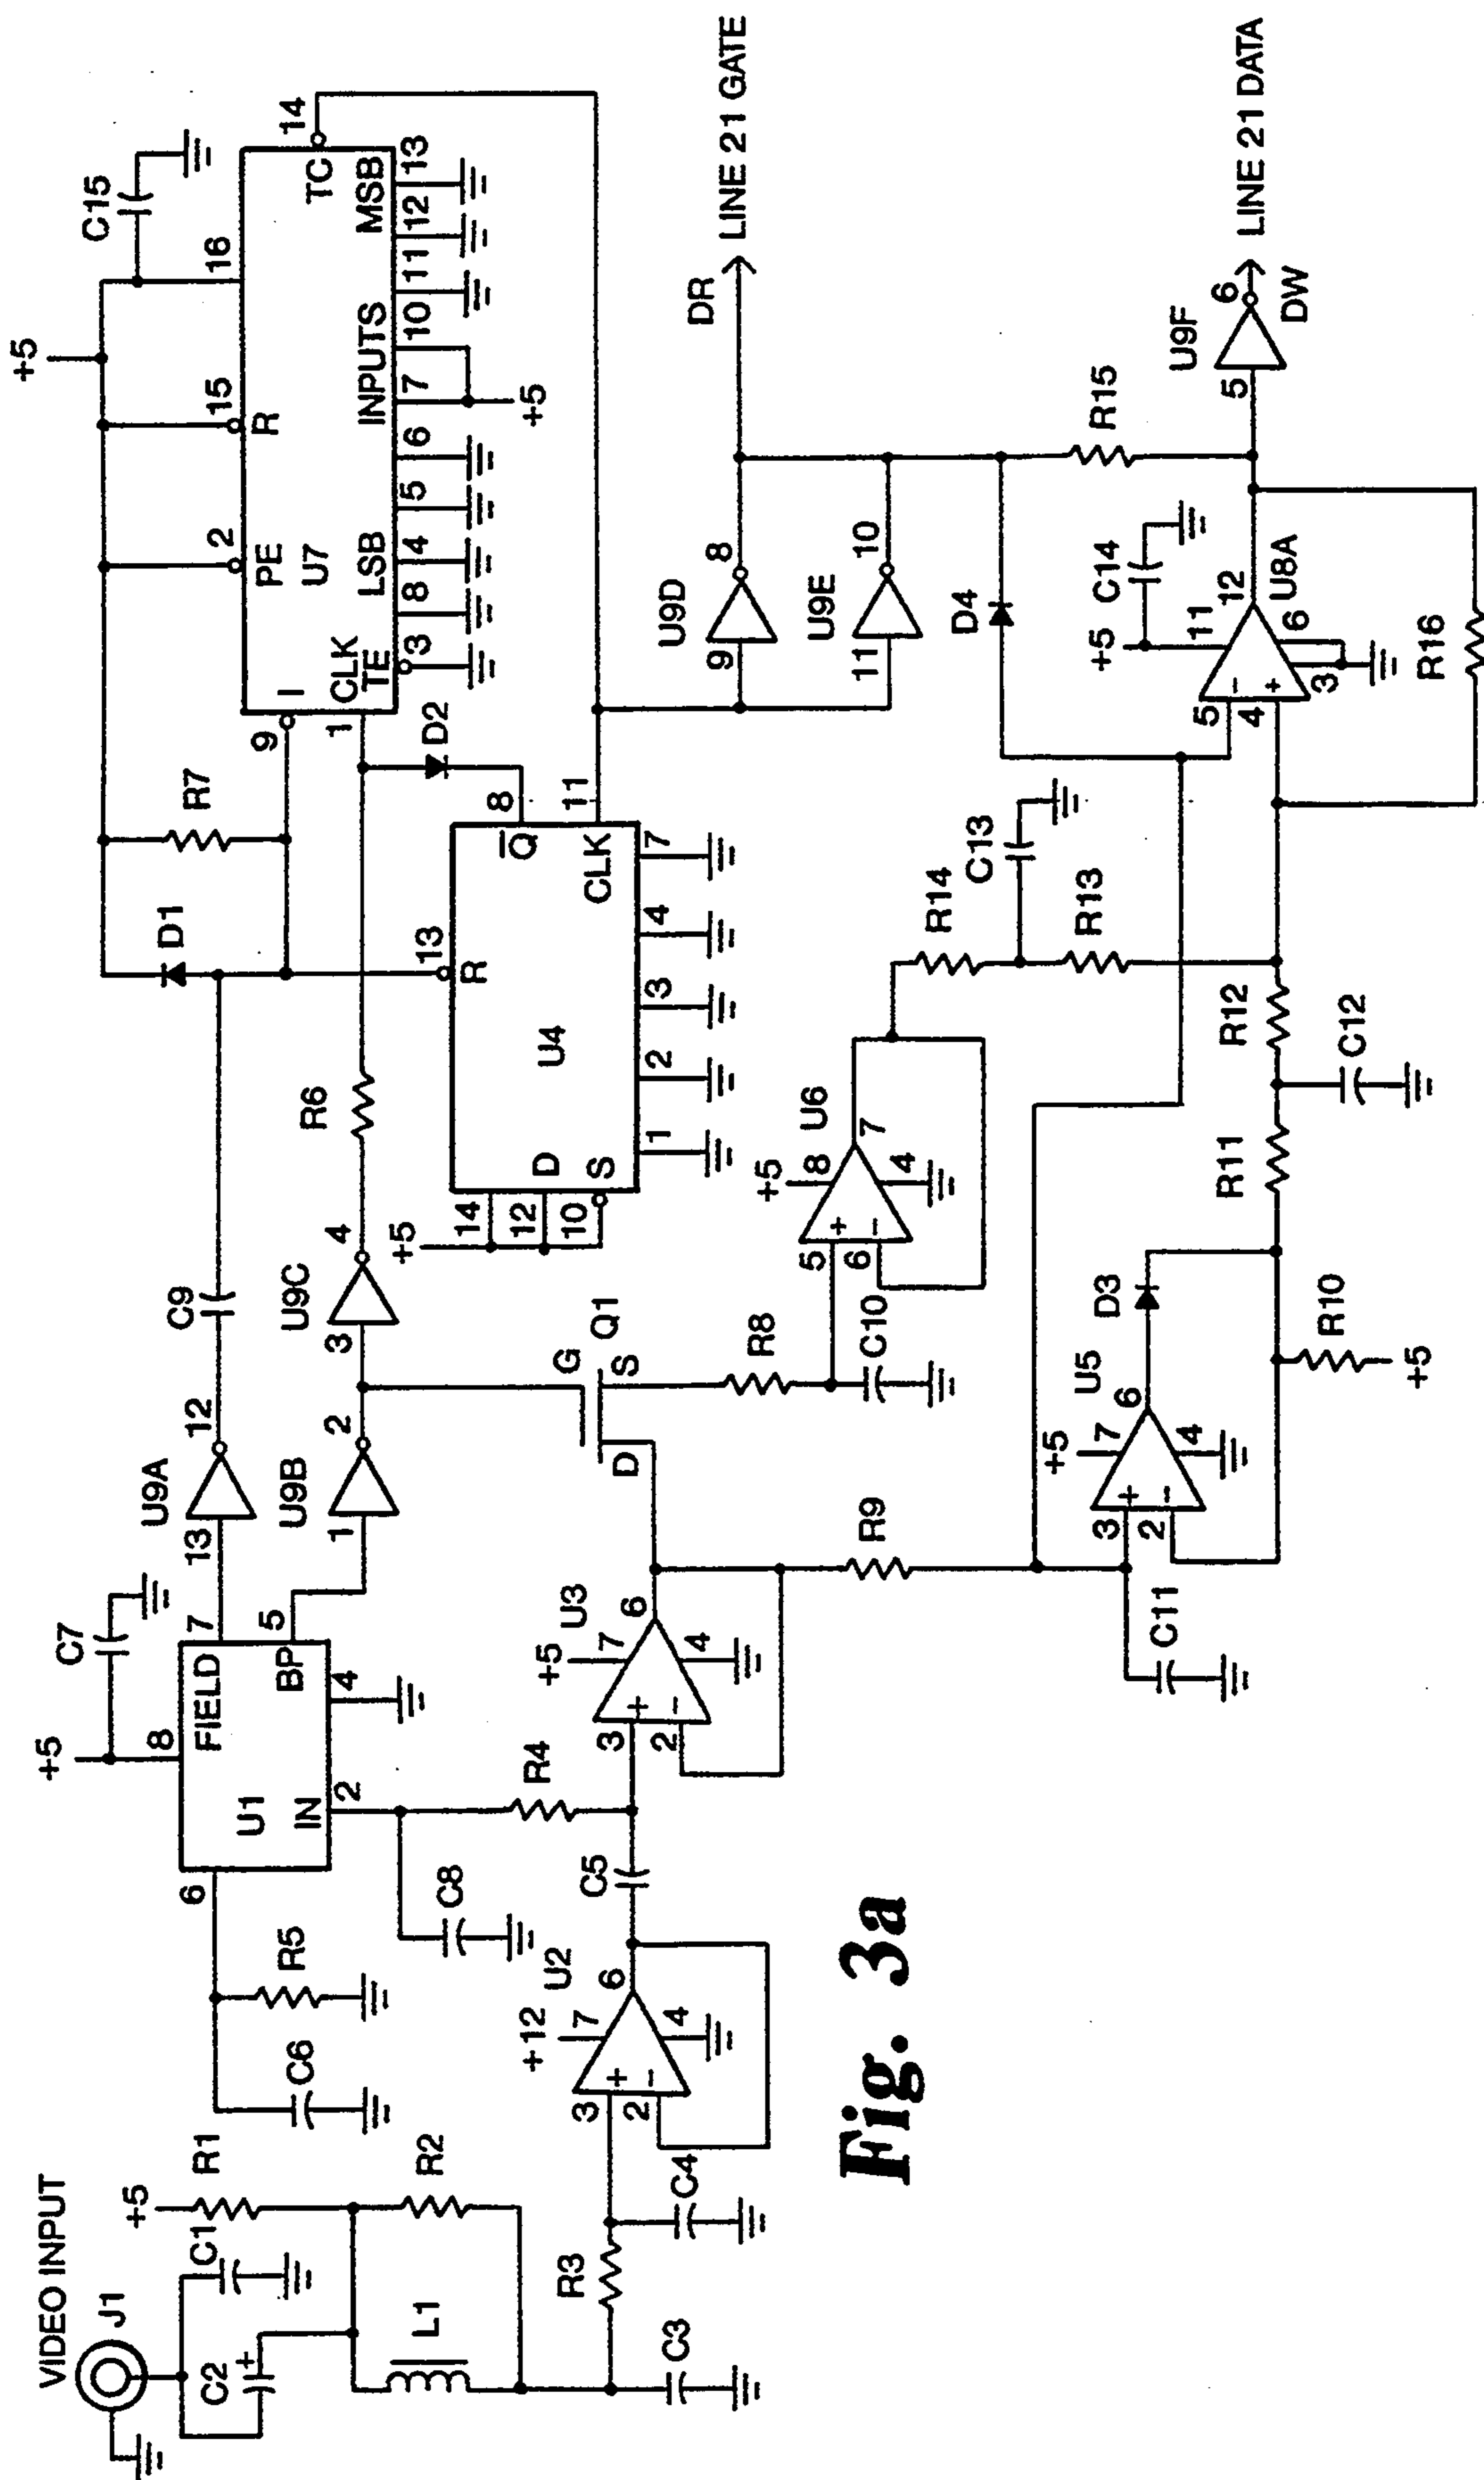 VIDEO INPUT
J1
C1
C2
+
+5
R1
R2
L1
C3
R3
C4
+12
U2
3
2
7
4
6
+
−
C5
C6
R5
6
+5
8
C7
U1
FIELD
7
BP
5
IN
2
4
C8
R4
U9A
13
12
C9
U9B
1
2
U9C
3
4
R6
D1
R7
+5
C15
9
I
2
PE
15
R
16
U7
1
CLK
TE
3
8
LSB
4
5
6
7
INPUTS
10
11
12
MSB
13
TC
14
+5
D2
+5
14
12
10
D
S
U4
13
R
Q
8
CLK
11
1
2
3
4
7
+5
U3
3
2
7
4
6
+
−
Q1
G
D
S
R8
C10
+5
U6
5
6
8
4
7
+
−
R14
C13
R13
U9D
9
8
U9E
11
10
DR
LINE 21 GATE
D4
R15
R9
C11
+5
U5
3
2
7
4
6
+
−
D3
R10
+5
R11
C12
R12
+5
C14
U8A
5
4
11
3
6
12
−
+
R16
U9F
5
6
DW
LINE 21 DATA
Fig. 3a